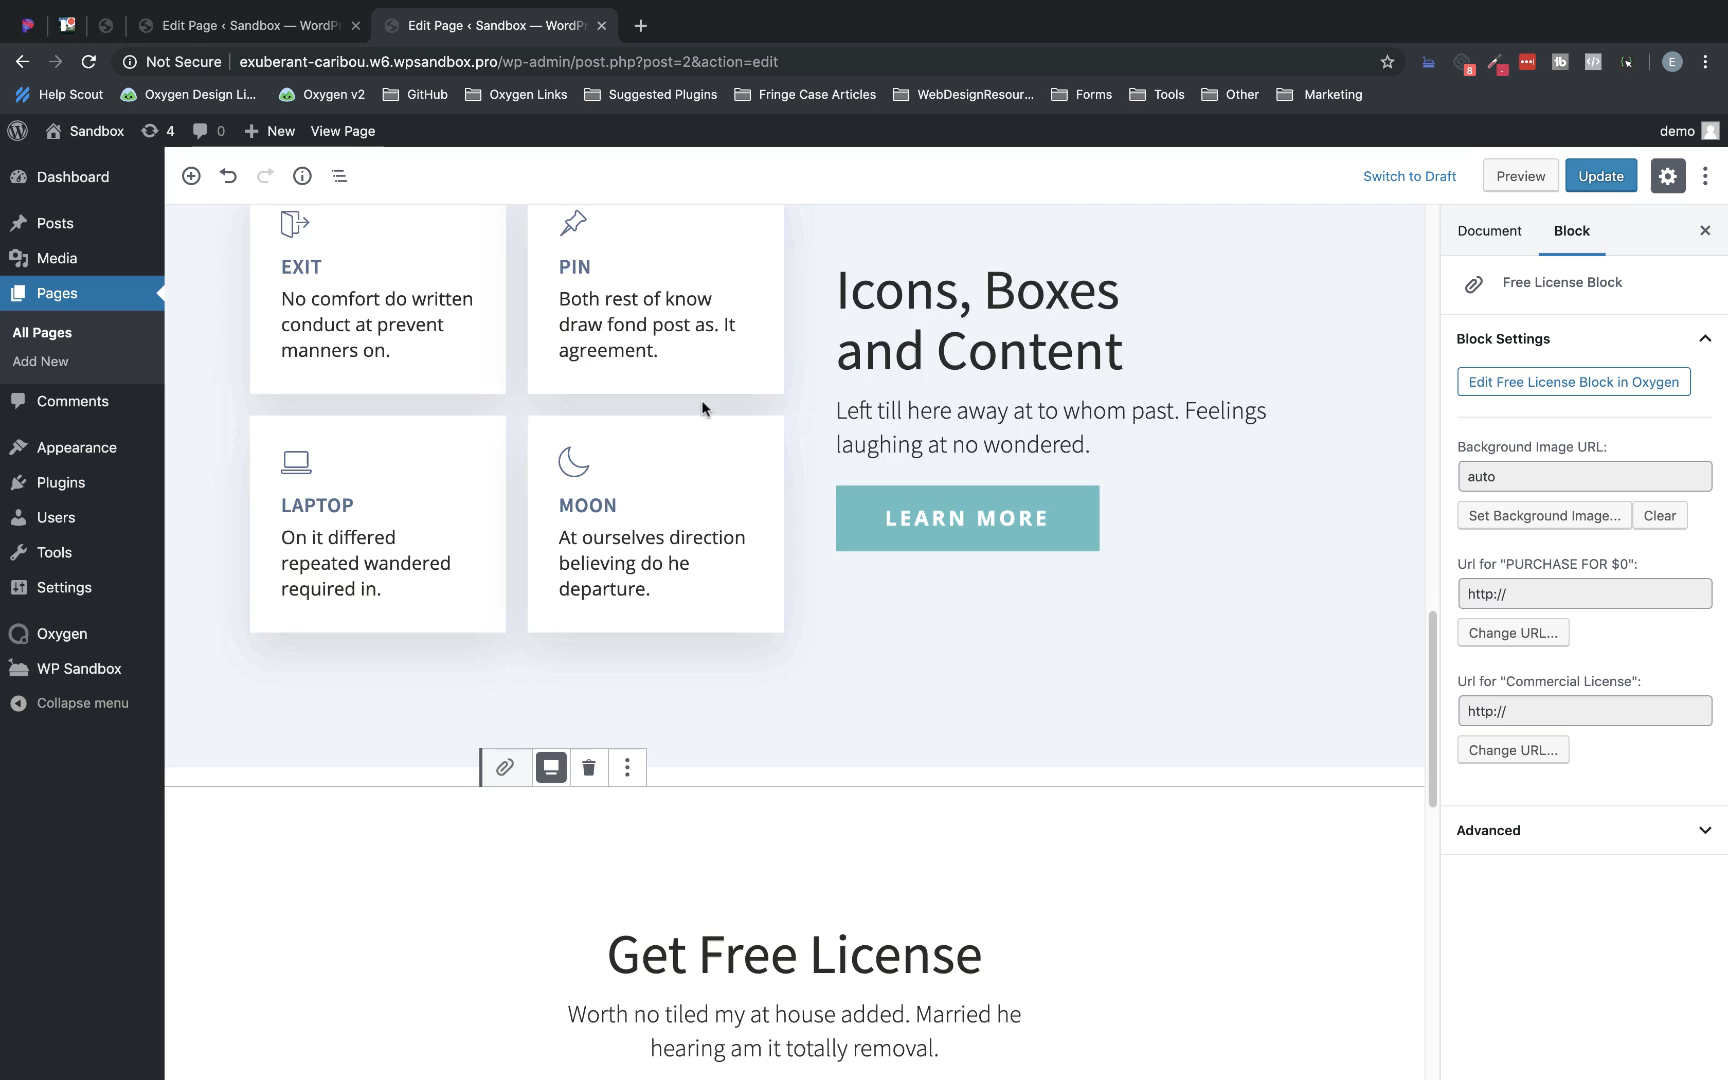 Edit Page ‹ Sandbox — WordPr
Edit Page ‹ Sandbox — WordPr
Not Secure
exuberant-caribou.w6.wpsandbox.pro/wp-admin/post.php?post=2&action=edit
8
tb
E
Help Scout
Oxygen Design Li...
Oxygen v2
GitHub
Oxygen Links
Suggested Plugins
Fringe Case Articles
WebDesignResour...
Forms
Tools
Other
Marketing
Sandbox
4
0
New
View Page
demo
Dashboard
Posts
Media
Pages
All Pages
Add New
Comments
Appearance
Plugins
Users
Tools
Settings
Oxygen
WP Sandbox
Collapse menu
Switch to Draft
Preview
Update
EXIT
No comfort do written
conduct at prevent
manners on.
PIN
Both rest of know
draw fond post as. It
agreement.
LAPTOP
On it differed
repeated wandered
required in.
MOON
At ourselves direction
believing do he
departure.
Icons, Boxes
and Content
Left till here away at to whom past. Feelings
laughing at no wondered.
LEARN MORE
Get Free License
Worth no tiled my at house added. Married he
hearing am it totally removal.
Document
Block
Free License Block
Block Settings
Edit Free License Block in Oxygen
Background Image URL:
auto
Set Background Image...
Clear
Url for "PURCHASE FOR $0":
http://
Change URL...
Url for "Commercial License":
http://
Change URL...
Advanced